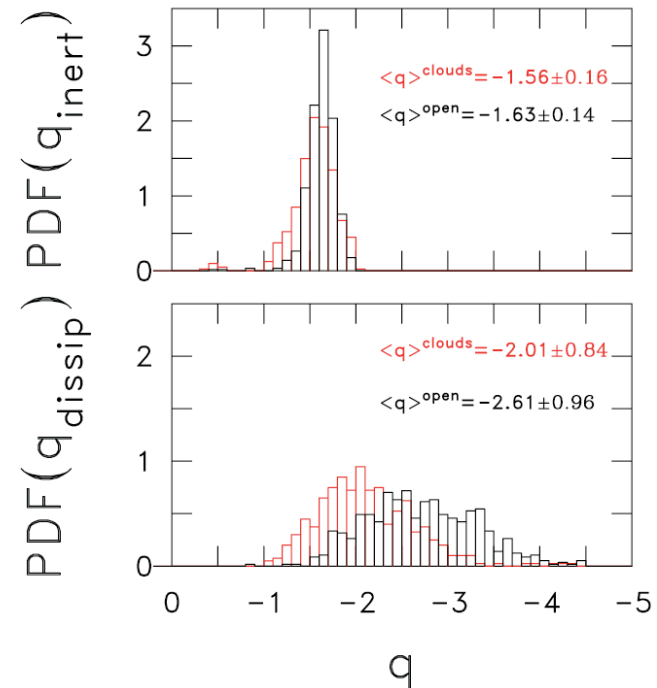 PDF(q_inert)
3
2
1
0
<q>^clouds=-1.56±0.16
<q>^open=-1.63±0.14
PDF(q_dissip)
2
1
0
<q>^clouds=-2.01±0.84
<q>^open=-2.61±0.96
0 -1 -2 -3 -4 -5
q